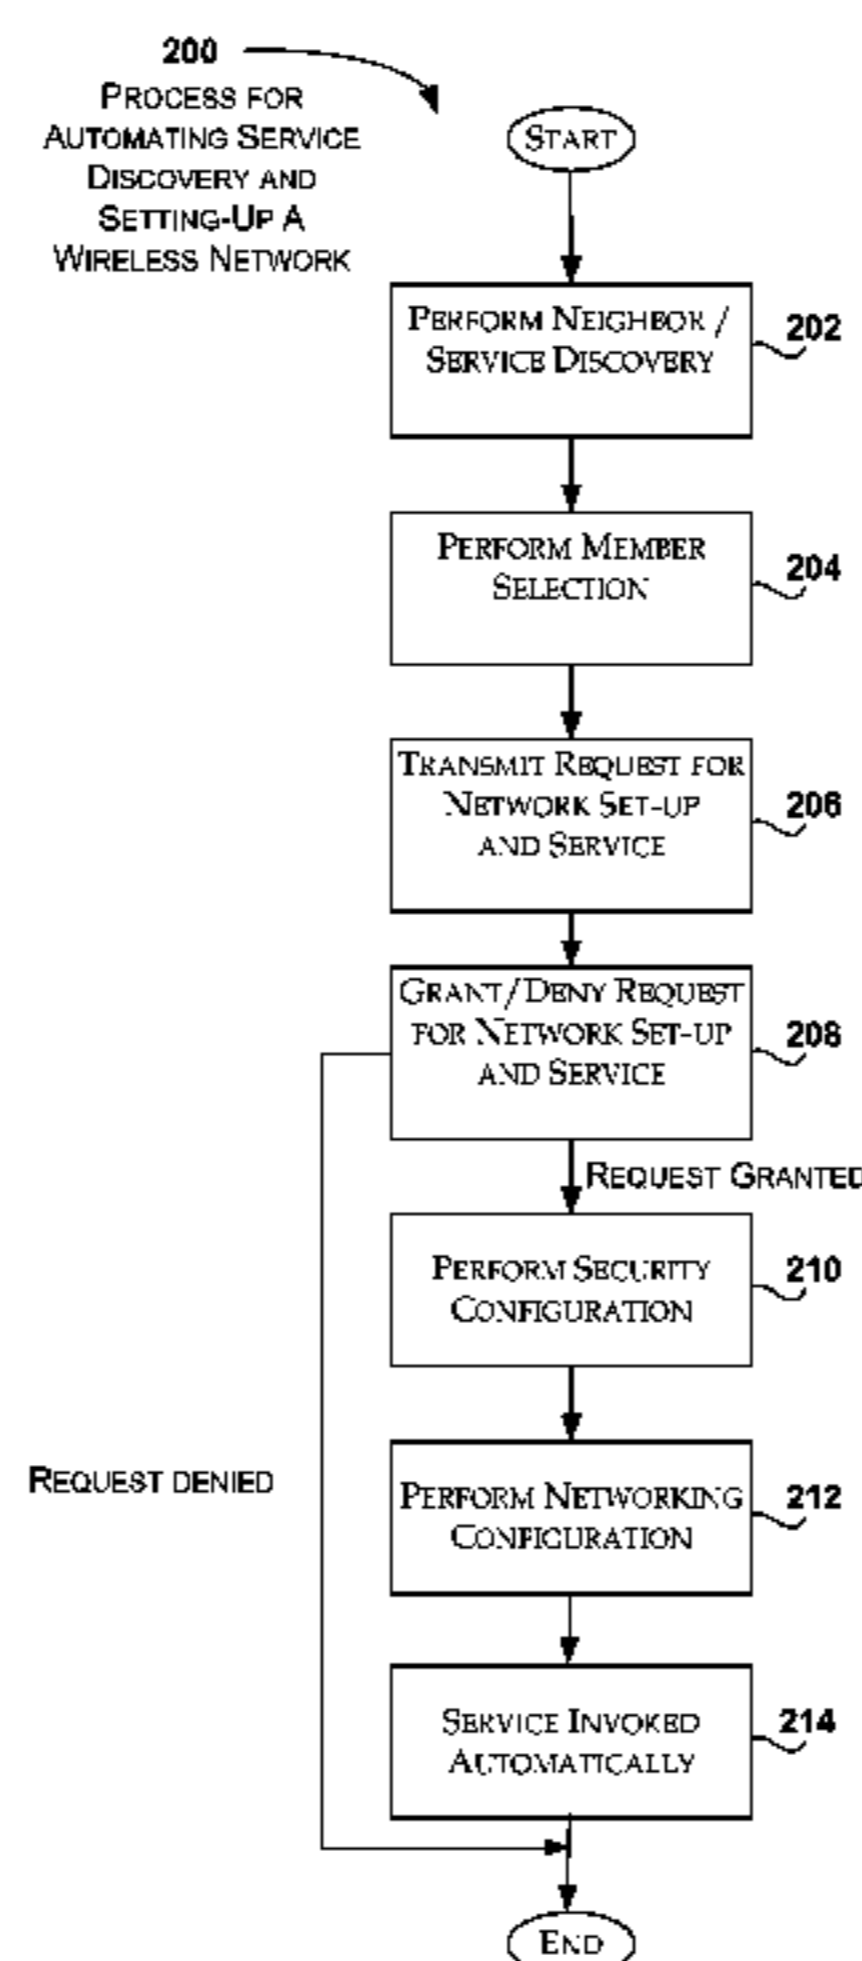 200
PROCESS FOR
AUTOMATING SERVICE
DISCOVERY AND
SETTING-UP A
WIRELESS NETWORK
START
PERFORM NEIGHBOR /
SERVICE DISCOVERY
202
PERFORM MEMBER
SELECTION
204
TRANSMIT REQUEST FOR
NETWORK SET-UP
AND SERVICE
206
GRANT/DENY REQUEST
FOR NETWORK SET-UP
AND SERVICE
208
REQUEST GRANTED
PERFORM SECURITY
CONFIGURATION
210
REQUEST DENIED
PERFORM NETWORKING
CONFIGURATION
212
SERVICE INVOKED
AUTOMATICALLY
214
END